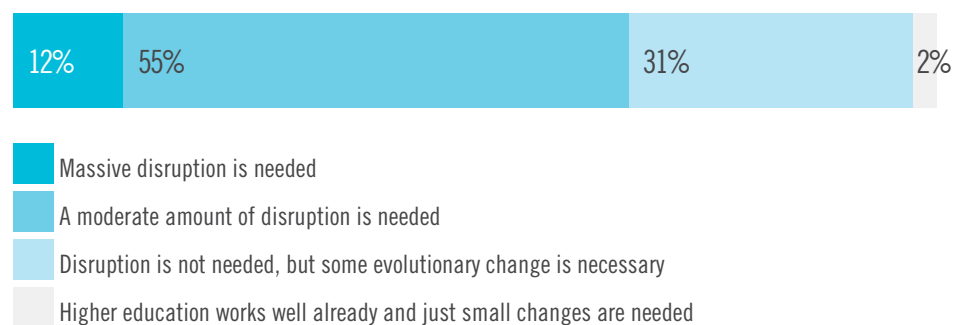 12% 55% 31% 2%
Massive disruption is needed
A moderate amount of disruption is needed
Disruption is not needed, but some evolutionary change is necessary
Higher education works well already and just small changes are needed